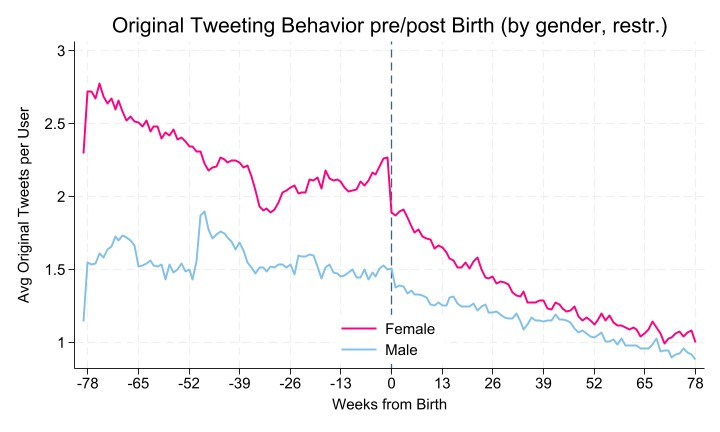 Original Tweeting Behavior pre/post Birth (by gender, restr.)
Avg Original Tweets per User
3
2.5
2
1.5
1
Female
Male
-78 -65 -52 -39 -26 -13 0 13 26 39 52 65 78
Weeks from Birth